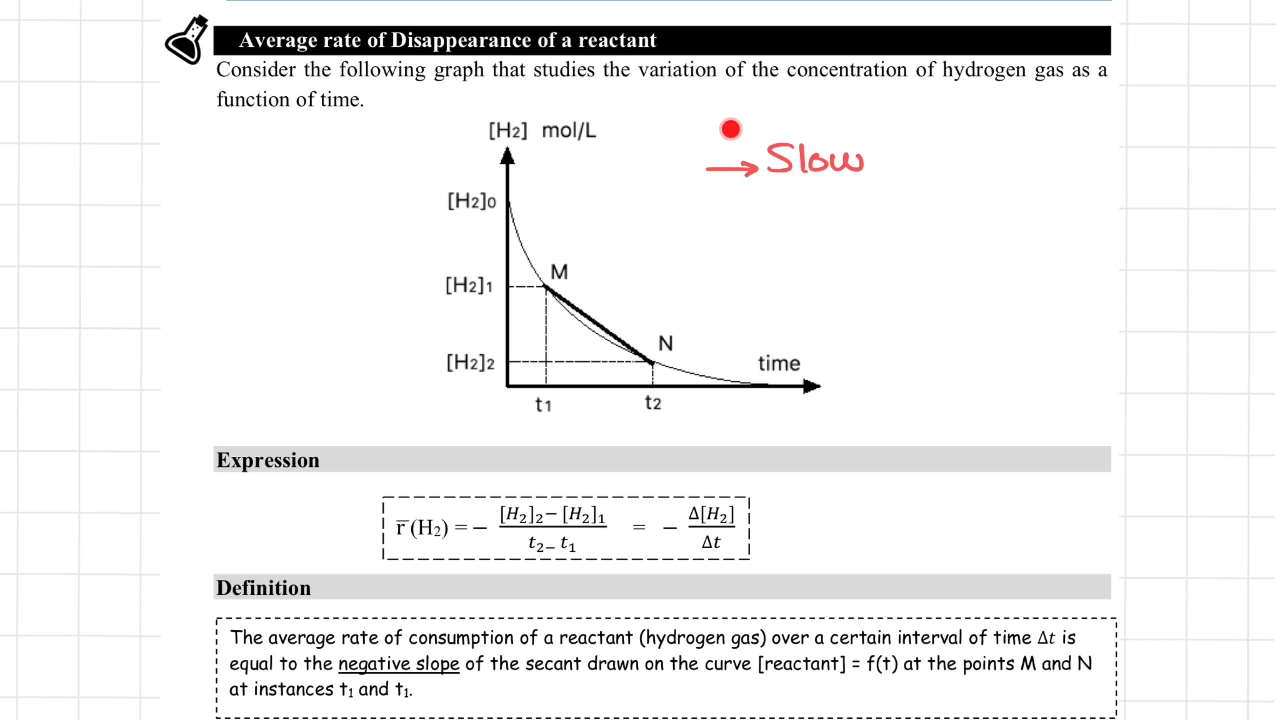 Average rate of Disappearance of a reactant
Consider the following graph that studies the variation of the concentration of hydrogen gas as a
function of time.
[H2] mol/L
→ Slow
[H2]0
M
[H2]1
N
[H2]2
time
t1
t2
Expression
r̅ (H₂) = − [H₂]₂− [H₂]₁ / t₂− t₁ = − Δ[H₂] / Δt
Definition
The average rate of consumption of a reactant (hydrogen gas) over a certain interval of time Δt is
equal to the negative slope of the secant drawn on the curve [reactant] = f(t) at the points M and N
at instances t₁ and t₁.